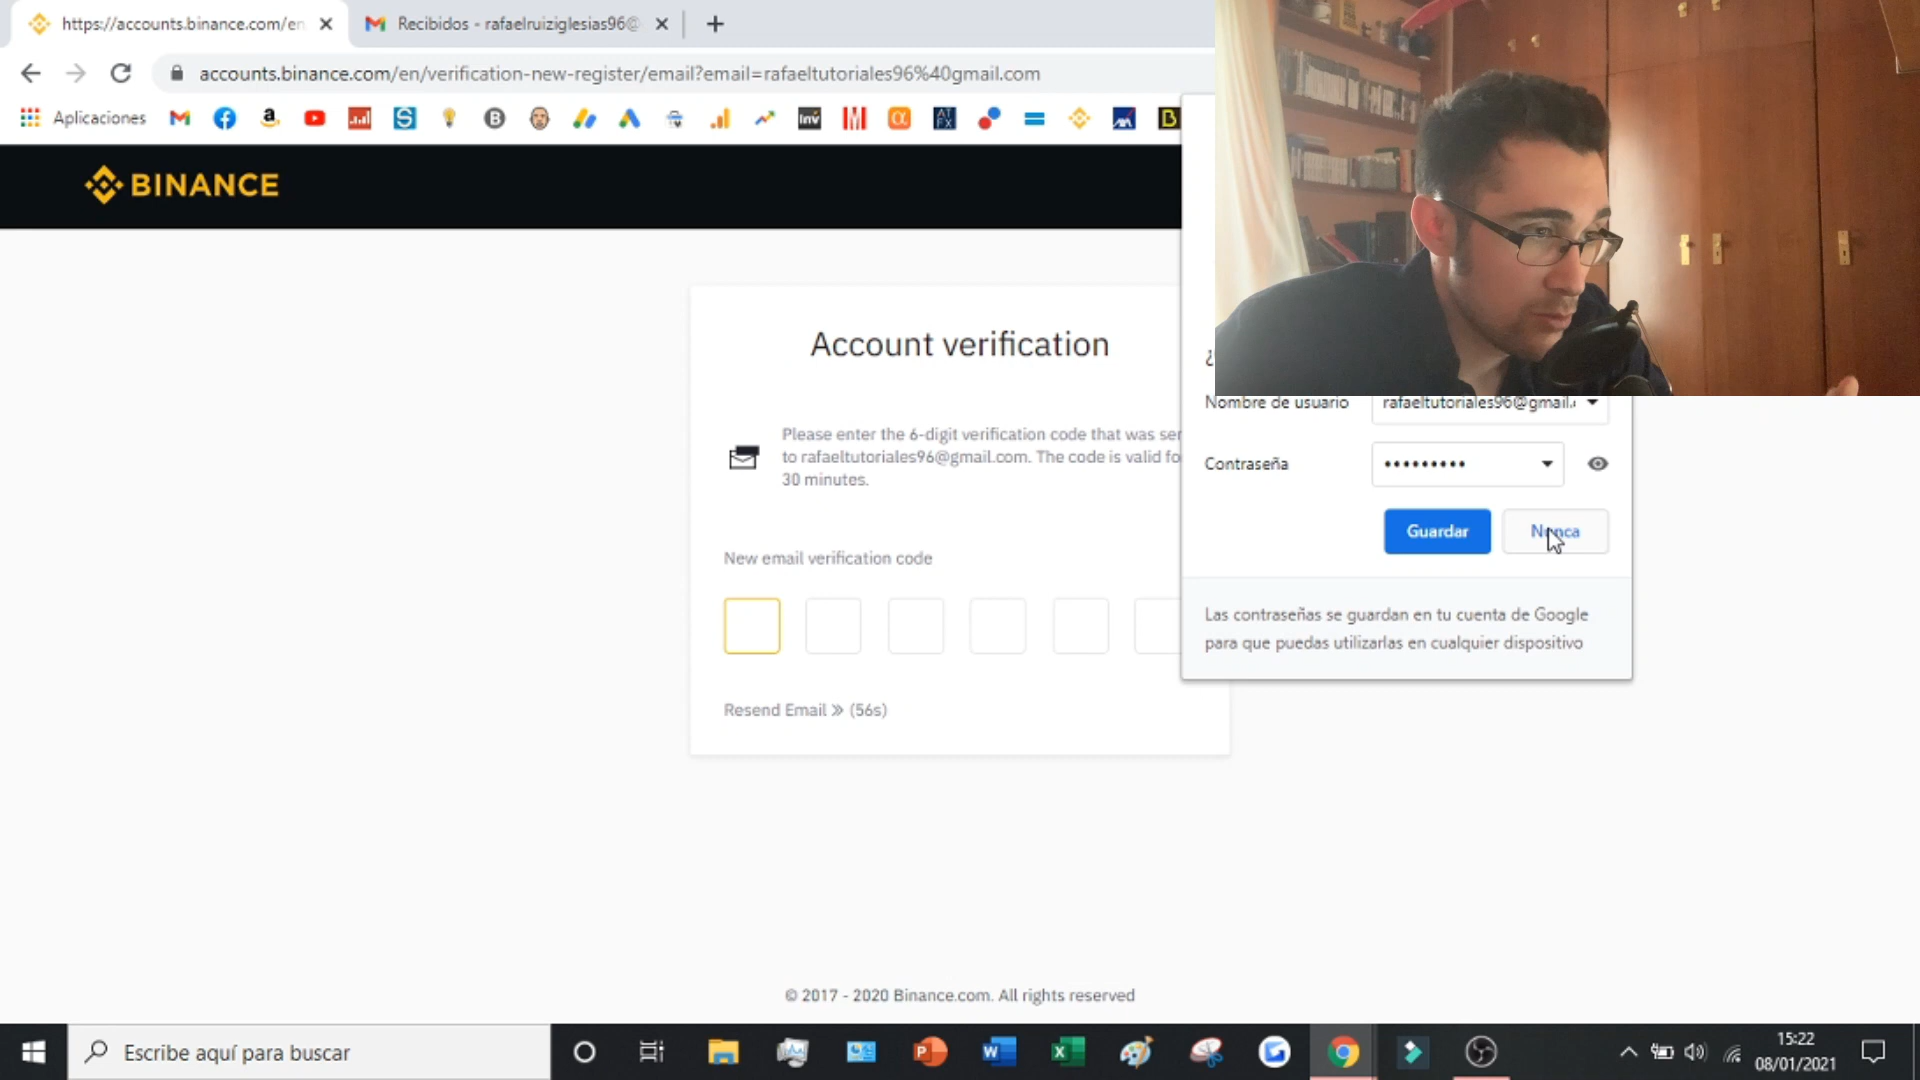 https://accounts.binance.com/en
Recibidos - rafaelruiziglesias96@
accounts.binance.com/en/verification-new-register/email?email=rafaeltutoriales96%40gmail.com
Aplicaciones
BINANCE
Account verification
Please enter the 6-digit verification code that was ser
to rafaeltutoriales96@gmail.com. The code is valid fo
30 minutes.
New email verification code
Resend Email » (56s)
¿
Nombre de usuario
rafaeltutoriales96@gmail.
Contraseña
•••••••••
Guardar
Nunca
Las contraseñas se guardan en tu cuenta de Google
para que puedas utilizarlas en cualquier dispositivo
© 2017 - 2020 Binance.com. All rights reserved
Escribe aquí para buscar
15:22
08/01/2021